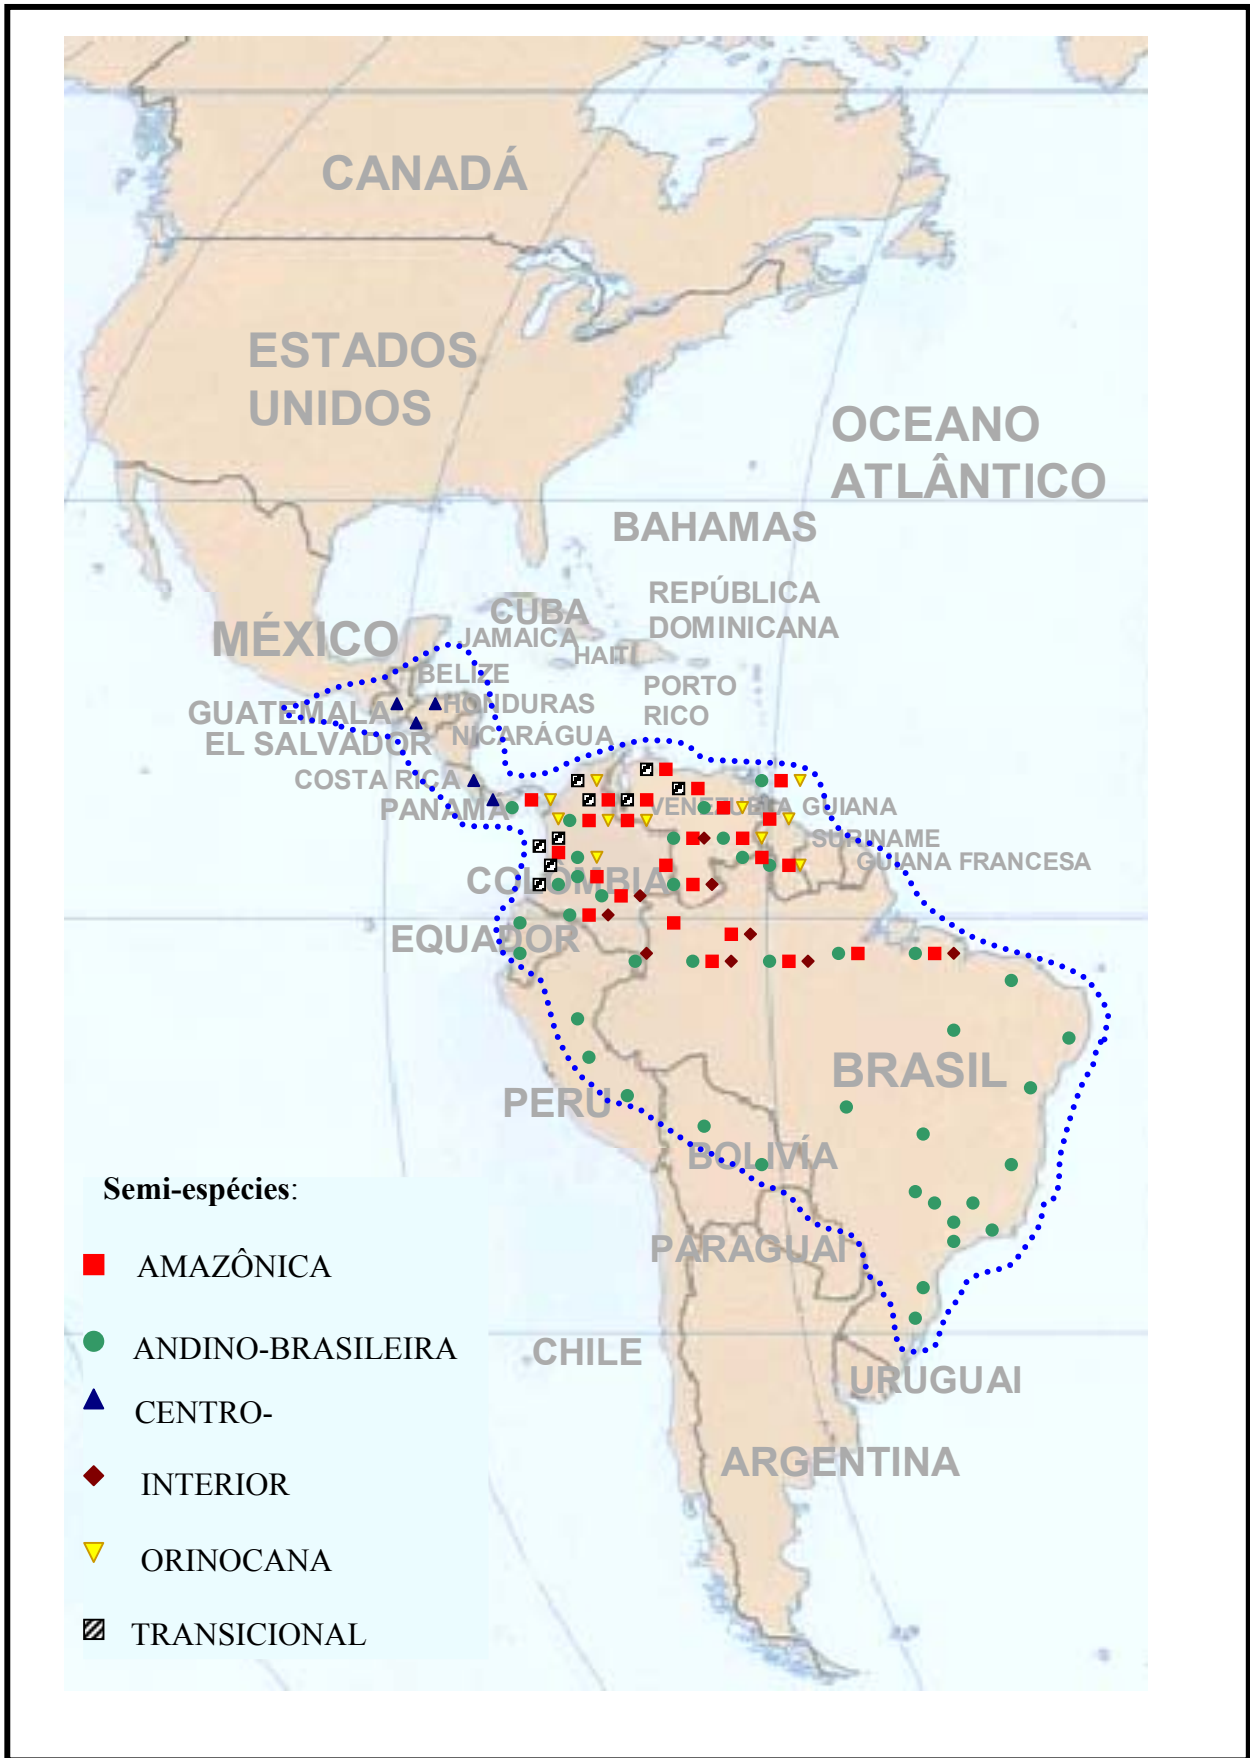 CANADÁ
ESTADOS
UNIDOS
OCEANO
ATLÂNTICO
BAHAMAS
REPÚBLICA
DOMINICANA
CUBA
JAMAICA
HAITI
MÉXICO
BELIZE
PORTO
RICO
HONDURAS
GUATEMALA
NICARÁGUA
EL SALVADOR
COSTA RICA
PANAMÁ
VENEZUELA
GUIANA
SURINAME
GUIANA FRANCESA
COLÔMBIA
EQUADOR
BRASIL
PERU
BOLIVÍA
PARAGUAI
CHILE
URUGUAI
ARGENTINA
Semi-espécies:
AMAZÔNICA
ANDINO-BRASILEIRA
CENTRO-
INTERIOR
ORINOCANA
TRANSICIONAL